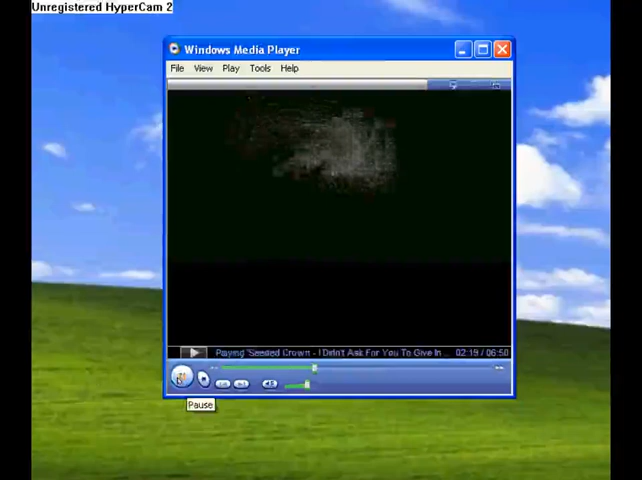 Unregistered HyperCam 2
Windows Media Player
File View Play Tools Help
Playing 'Seeded Crown - I Didn't Ask For You To Give In ... 02:19 / 06:50
Pause